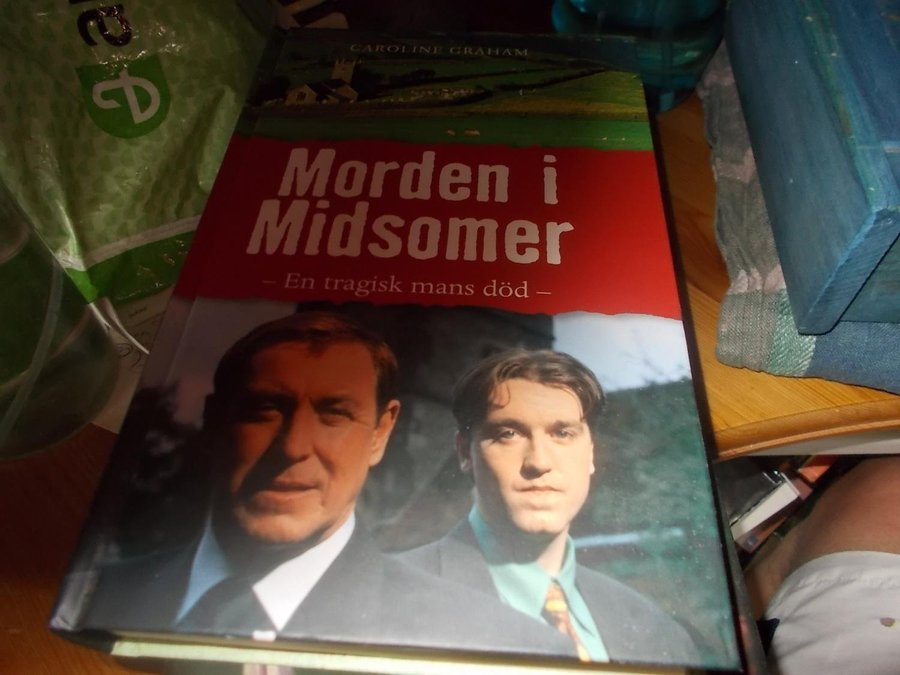 CAROLINE GRAHAM
Morden i
Midsomer
– En tragisk mans död –